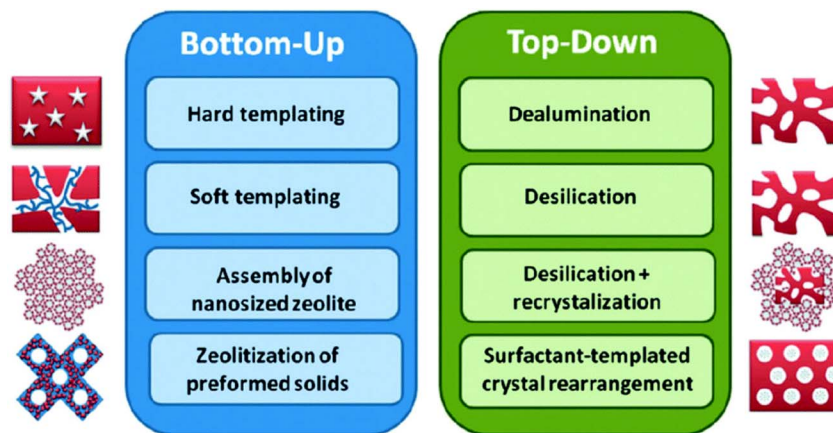 Bottom-Up
Hard templating
Soft templating
Assembly of
nanosized zeolite
Zeolitization of
preformed solids
Top-Down
Dealumination
Desilication
Desilication +
recrystalization
Surfactant-templated
crystal rearrangement